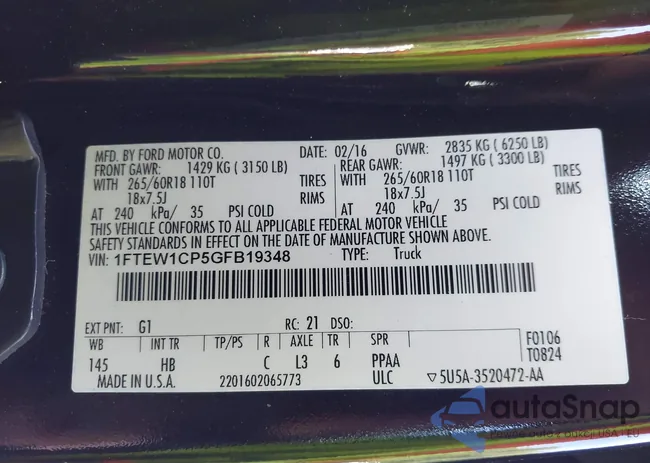 MFD. BY FORD MOTOR CO. DATE: 02/16 GVWR: 2835 KG ( 6250 LB)
FRONT GAWR: 1429 KG ( 3150 LB) REAR GAWR: 1497 KG ( 3300 LB)
WITH 265/60R18 110T TIRES WITH 265/60R18 110T TIRES
18x7.5J RIMS 18x7.5J RIMS
AT 240 kPa/ 35 PSI COLD AT 240 kPa/ 35 PSI COLD
THIS VEHICLE CONFORMS TO ALL APPLICABLE FEDERAL MOTOR VEHICLE
SAFETY STANDARDS IN EFFECT ON THE DATE OF MANUFACTURE SHOWN ABOVE.
VIN: 1FTEW1CP5GFB19348 TYPE: Truck
EXT PNT: G1 RC: 21 DSO: F0106
WB INT TR TP/PS R AXLE TR SPR T0824
145 HB C L3 6 PPAA
MADE IN U.S.A. 2201602065773 ULC ▽5U5A-3520472-AA
autoSnap